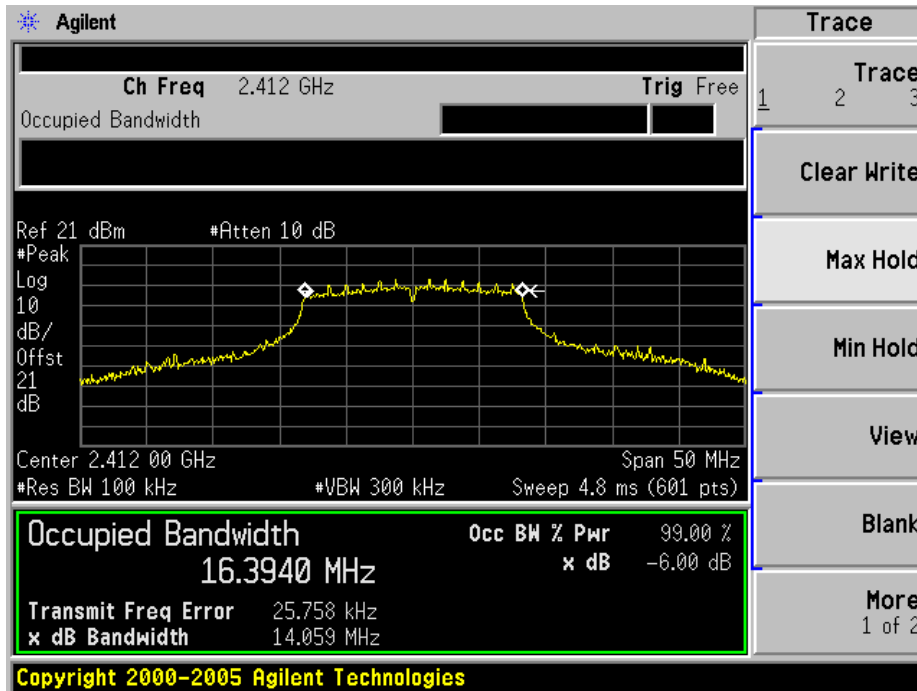 Agilent
Trace
Ch Freq 2.412 GHz Trig Free
Occupied Bandwidth
Trace
1 2 3
Clear Write
Max Hold
Min Hold
View
Blank
More
1 of 2
Ref 21 dBm #Atten 10 dB
#Peak
Log
10
dB/
Offst
21
dB
Center 2.412 00 GHz Span 50 MHz
#Res BW 100 kHz #VBW 300 kHz Sweep 4.8 ms (601 pts)
Occupied Bandwidth
16.3940 MHz
Occ BW % Pwr 99.00 %
x dB -6.00 dB
Transmit Freq Error 25.758 kHz
x dB Bandwidth 14.059 MHz
Copyright 2000-2005 Agilent Technologies